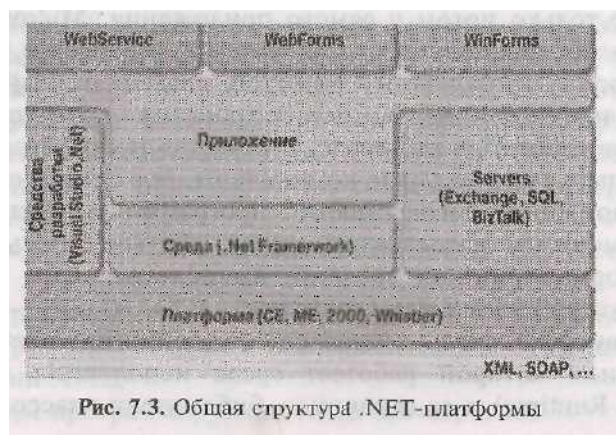 WebService
WebForms
WinForms
Приложение
Средства
разработки
(Visual Studio.Net)
Servers
(Exchange, SQL,
BizTalk)
Среда (.Net Framerwork)
Платформа (CE, ME, 2000, Whistler)
XML, SOAP, ...
Рис. 7.3. Общая структура .NET-платформы